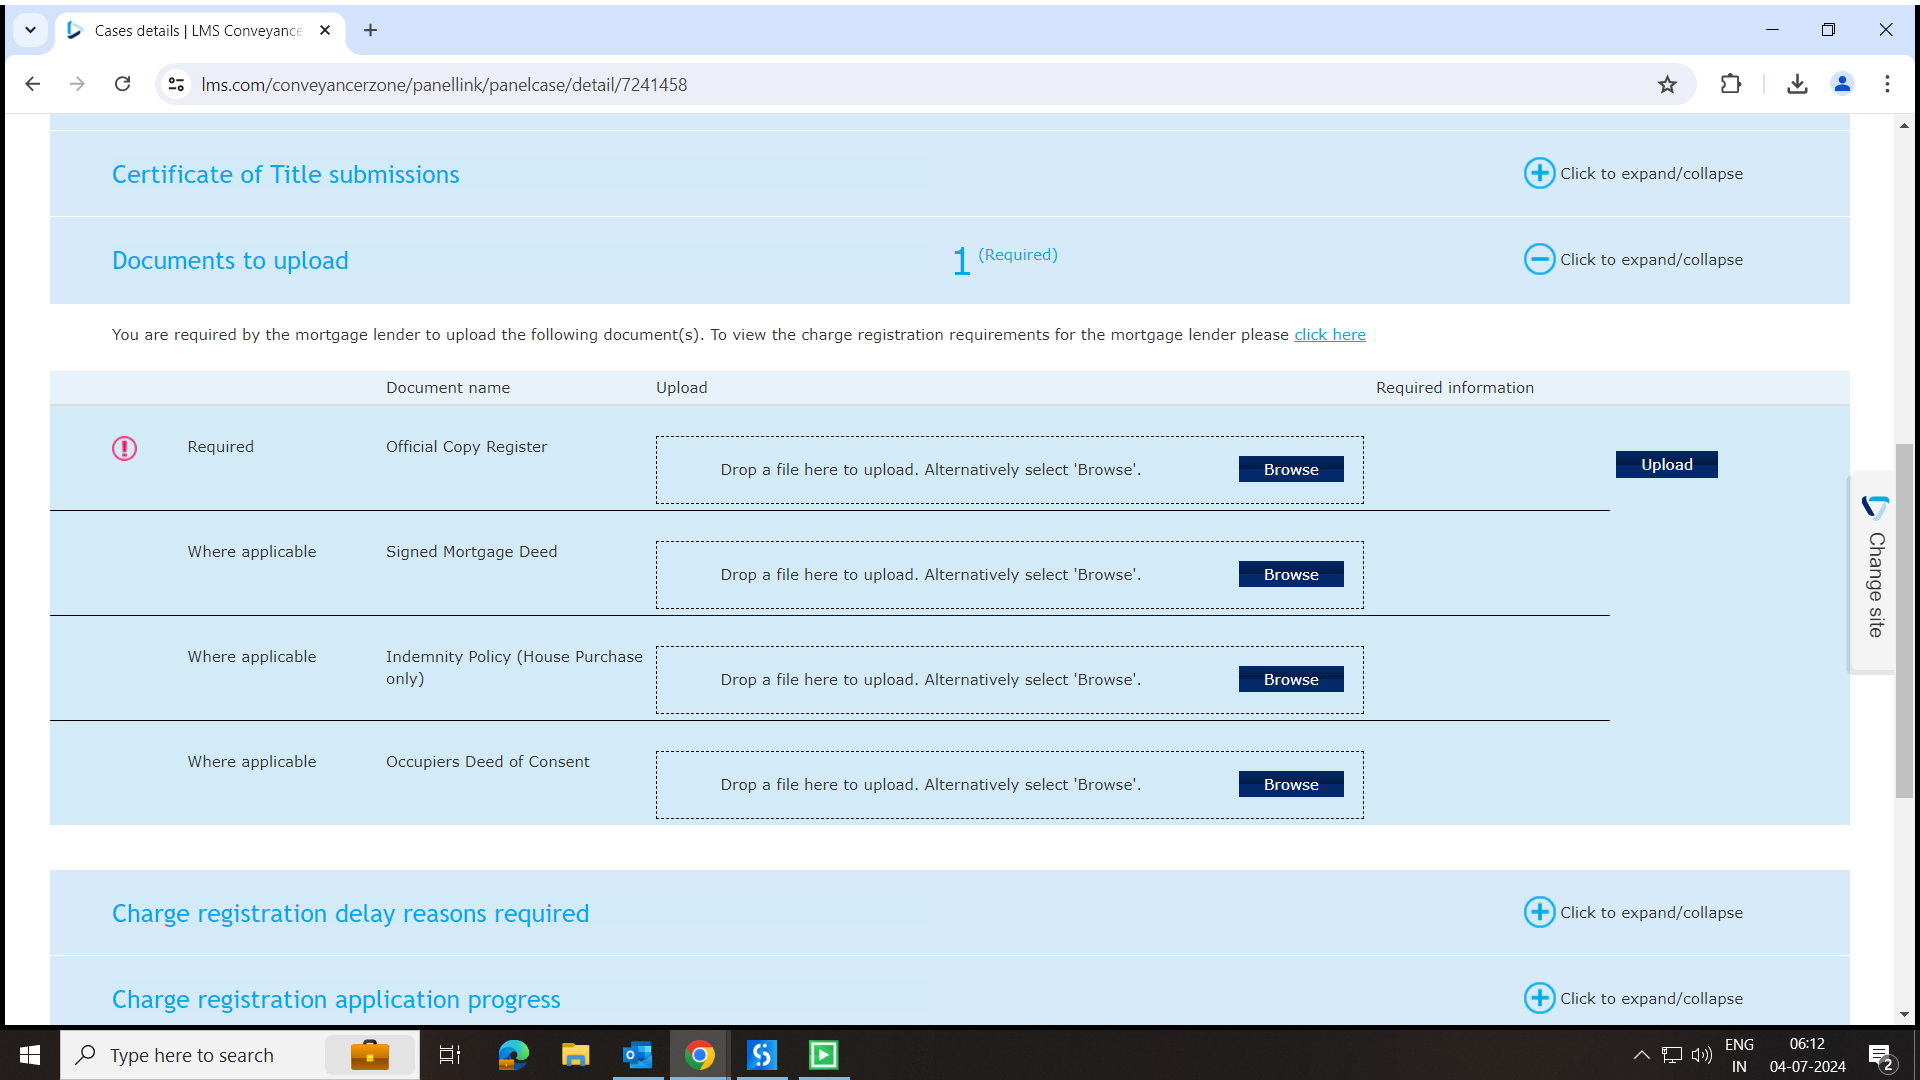 Cases details | LMS Conveyance
lms.com/conveyancerzone/panellink/panelcase/detail/7241458
Certificate of Title submissions
Click to expand/collapse
Documents to upload
1 (Required)
Click to expand/collapse
You are required by the mortgage lender to upload the following document(s). To view the charge registration requirements for the mortgage lender please click here
Document name Upload Required information
Required Official Copy Register
Drop a file here to upload. Alternatively select 'Browse'. Browse
Upload
Where applicable Signed Mortgage Deed
Drop a file here to upload. Alternatively select 'Browse'. Browse
Where applicable Indemnity Policy (House Purchase
only)
Drop a file here to upload. Alternatively select 'Browse'. Browse
Where applicable Occupiers Deed of Consent
Drop a file here to upload. Alternatively select 'Browse'. Browse
Change site
Charge registration delay reasons required
Click to expand/collapse
Charge registration application progress
Click to expand/collapse
Type here to search
ENG
IN
06:12
04-07-2024
2